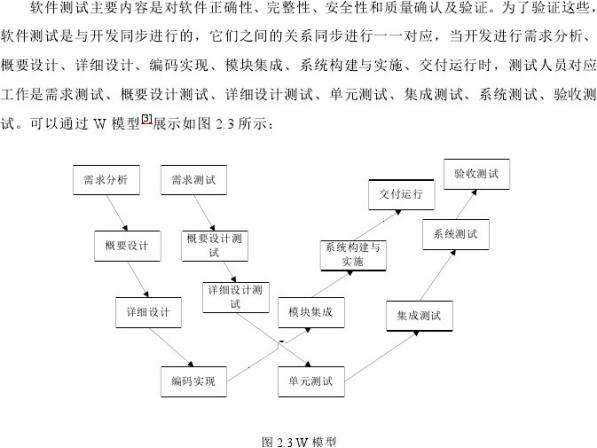 软件测试主要内容是对软件正确性、完整性、安全性和质量确认及验证。为了验证这些，
软件测试是与开发同步进行的，它们之间的关系同步进行一一对应，当开发进行需求分析、
概要设计、详细设计、编码实现、模块集成、系统构建与实施、交付运行时，测试人员对应
工作是需求测试、概要设计测试、详细设计测试、单元测试、集成测试、系统测试、验收测
试。可以通过 W 模型[3]展示如图 2.3 所示：
需求分析
需求测试
交付运行
验收测试
概要设计
概要设计测
试
系统构建与
实施
系统测试
详细设计
详细设计测
试
模块集成
集成测试
编码实现
单元测试
图 2.3 W 模型